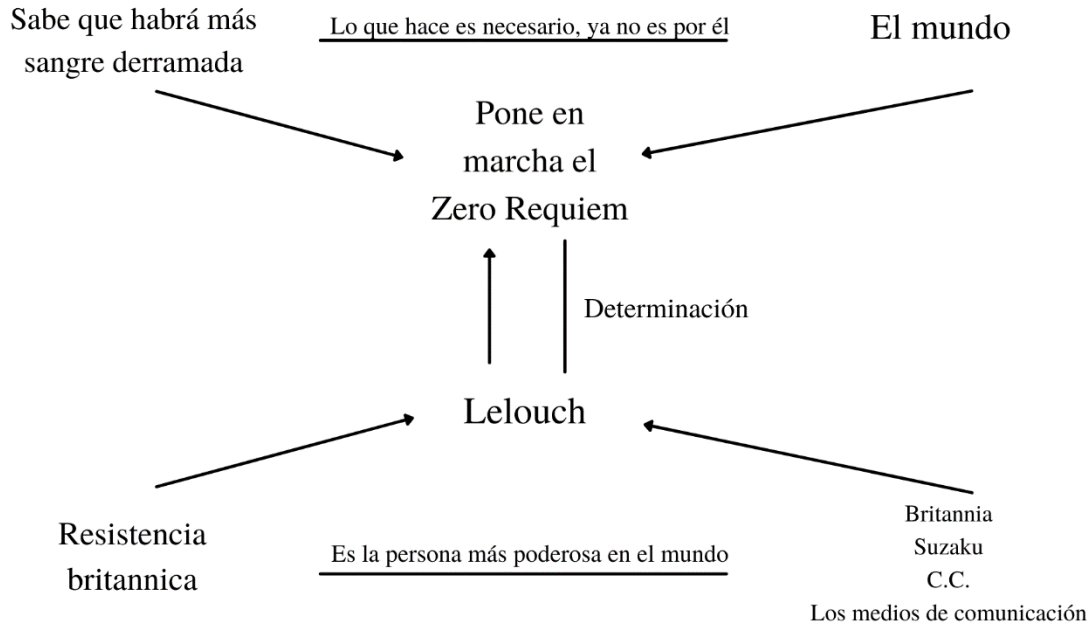 Sabe que habrá más
sangre derramada
Lo que hace es necesario, ya no es por él
El mundo
Pone en
marcha el
Zero Requiem
Determinación
Lelouch
Resistencia
britannica
Es la persona más poderosa en el mundo
Britannia
Suzaku
C.C.
Los medios de comunicación